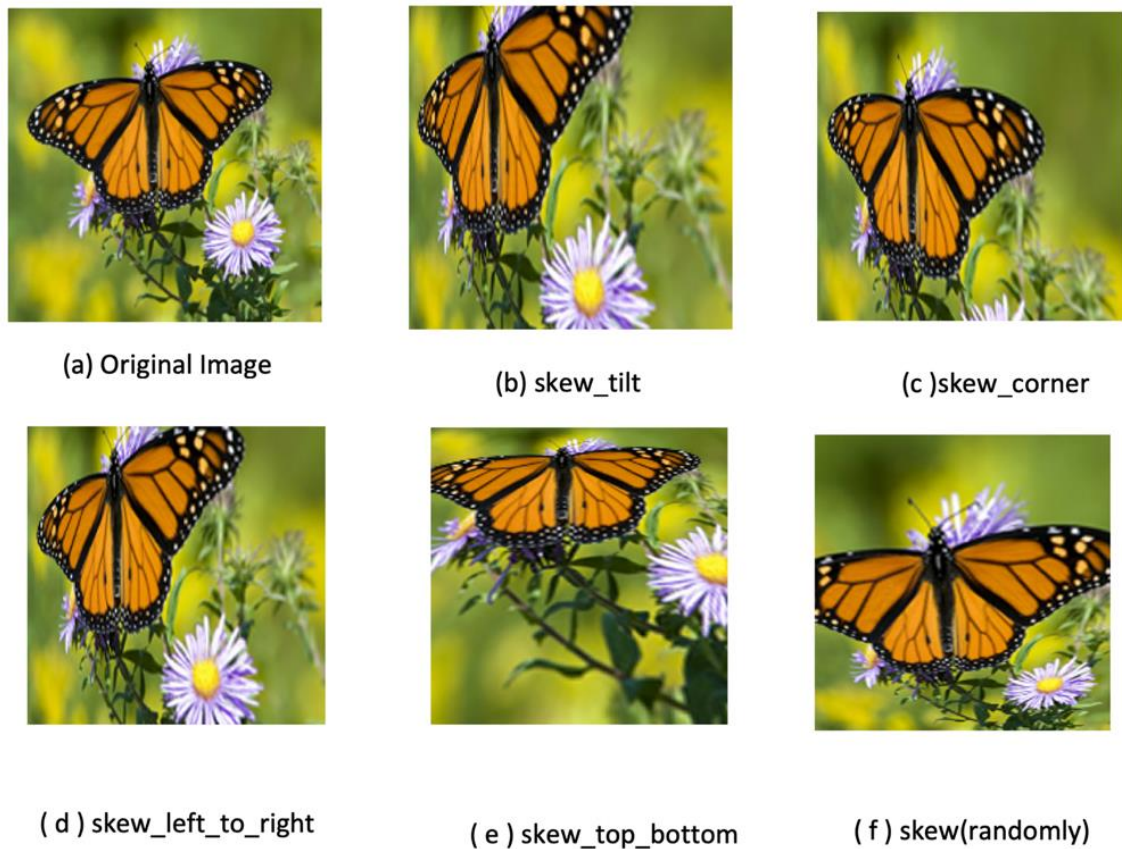 (a) Original Image
(b) skew_tilt
(c )skew_corner
( d ) skew_left_to_right
( e ) skew_top_bottom
( f ) skew(randomly)